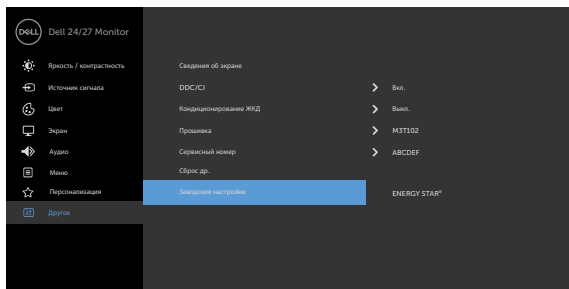 DELL Dell 24/27 Monitor
Яркость / контрастность Сведения об экране
Источник сигнала DDC/CI Вкл.
Цвет Кондиционирование ЖКД Выкл.
Экран Прошивка M3T102
Аудио Сервисный номер ABCDEF
Меню Сброс др.
Персонализация Заводские настройки ENERGY STAR®
Другое